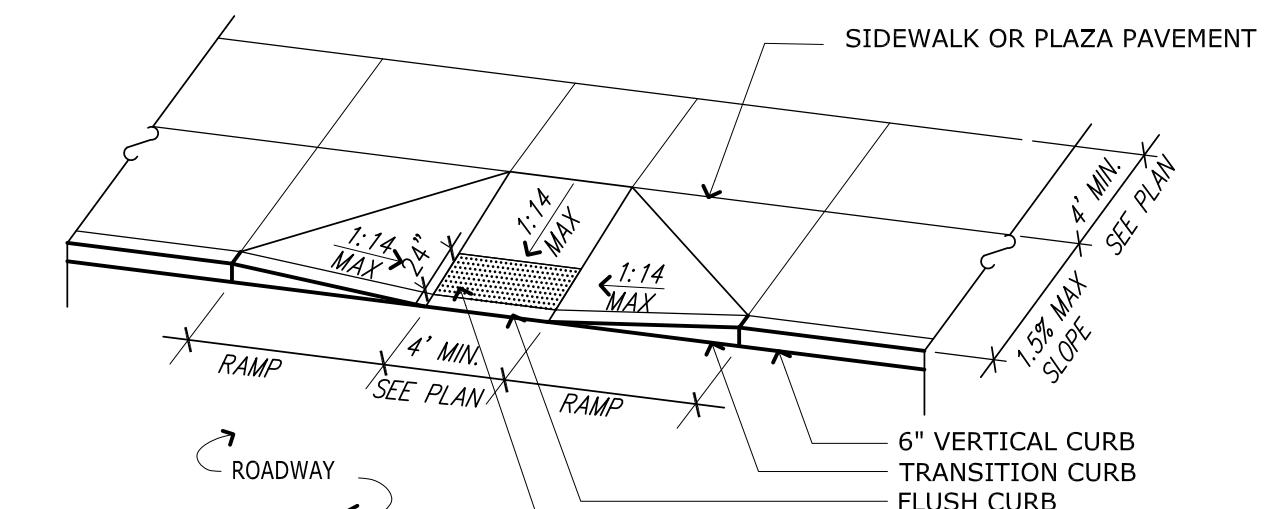 SIDEWALK OR PLAZA PAVEMENT
4' MIN.
SEE PLAN
1:14
MAX
1:14
MAX
24"
1:14
MAX
1.5% MAX
SLOPE
RAMP
4' MIN.
SEE PLAN
RAMP
6" VERTICAL CURB
TRANSITION CURB
FLUSH CURB
ROADWAY